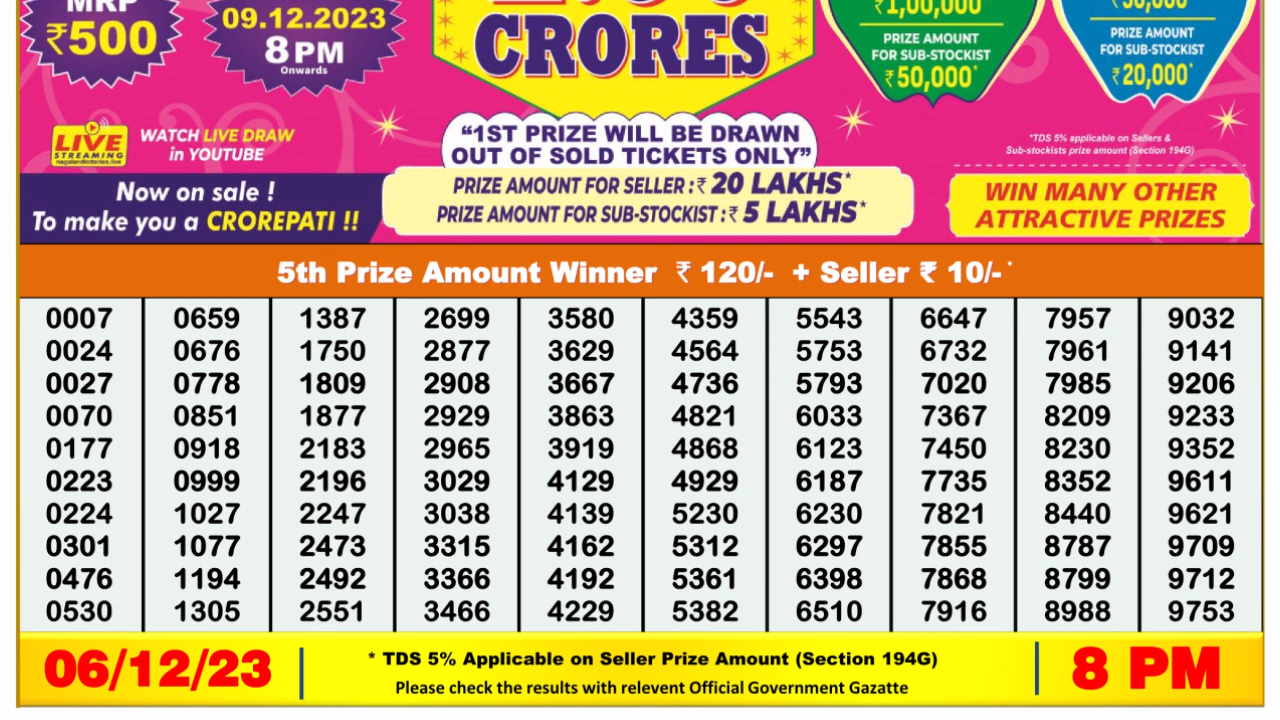 MRP
₹500
09.12.2023
8 PM
Onwards
CRORES
₹1,00,000
PRIZE AMOUNT
FOR SUB-STOCKIST
₹50,000*
PRIZE AMOUNT
FOR SUB-STOCKIST
₹20,000*
LIVE
STREAMING
nagalandlotteries.live
WATCH LIVE DRAW
in YOUTUBE
“1ST PRIZE WILL BE DRAWN
OUT OF SOLD TICKETS ONLY”
*TDS 5% applicable on Sellers &
Sub-stockists prize amount (Section 194G)
Now on sale !
To make you a CROREPATI !!
PRIZE AMOUNT FOR SELLER :₹ 20 LAKHS*
PRIZE AMOUNT FOR SUB-STOCKIST :₹ 5 LAKHS*
WIN MANY OTHER
ATTRACTIVE PRIZES
5th Prize Amount Winner ₹ 120/- + Seller ₹ 10/- *
0007 0659 1387 2699 3580 4359 5543 6647 7957 9032
0024 0676 1750 2877 3629 4564 5753 6732 7961 9141
0027 0778 1809 2908 3667 4736 5793 7020 7985 9206
0070 0851 1877 2929 3863 4821 6033 7367 8209 9233
0177 0918 2183 2965 3919 4868 6123 7450 8230 9352
0223 0999 2196 3029 4129 4929 6187 7735 8352 9611
0224 1027 2247 3038 4139 5230 6230 7821 8440 9621
0301 1077 2473 3315 4162 5312 6297 7855 8787 9709
0476 1194 2492 3366 4192 5361 6398 7868 8799 9712
0530 1305 2551 3466 4229 5382 6510 7916 8988 9753
06/12/23
* TDS 5% Applicable on Seller Prize Amount (Section 194G)
Please check the results with relevent Official Government Gazatte
8 PM